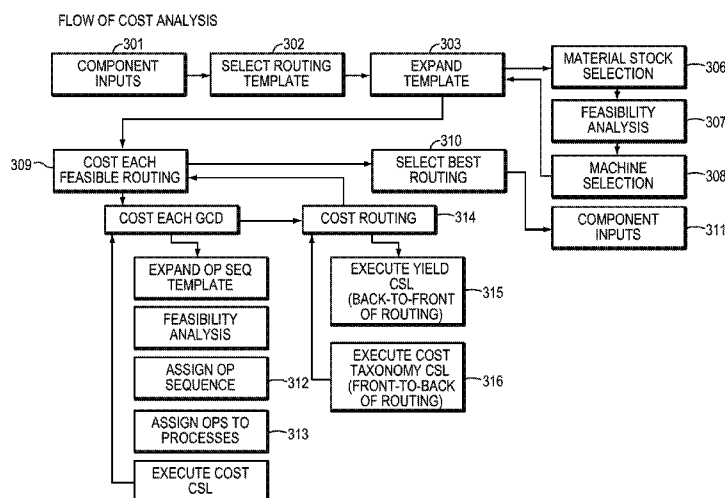 FLOW OF COST ANALYSIS
301
COMPONENT
INPUTS
302
SELECT ROUTING
TEMPLATE
303
EXPAND
TEMPLATE
MATERIAL STOCK
SELECTION
306
FEASIBILITY
ANALYSIS
307
MACHINE
SELECTION
308
309
COST EACH
FEASIBLE ROUTING
310
SELECT BEST
ROUTING
COMPONENT
INPUTS
311
COST EACH GCD
COST ROUTING
314
EXPAND OP SEQ
TEMPLATE
FEASIBILITY
ANALYSIS
ASSIGN OP
SEQUENCE
312
ASSIGN OPS TO
PROCESSES
313
EXECUTE COST
CSL
EXECUTE YIELD
CSL
(BACK-TO-FRONT
OF ROUTING)
315
EXECUTE COST
TAXONOMY CSL
(FRONT-TO-BACK
OF ROUTING)
316